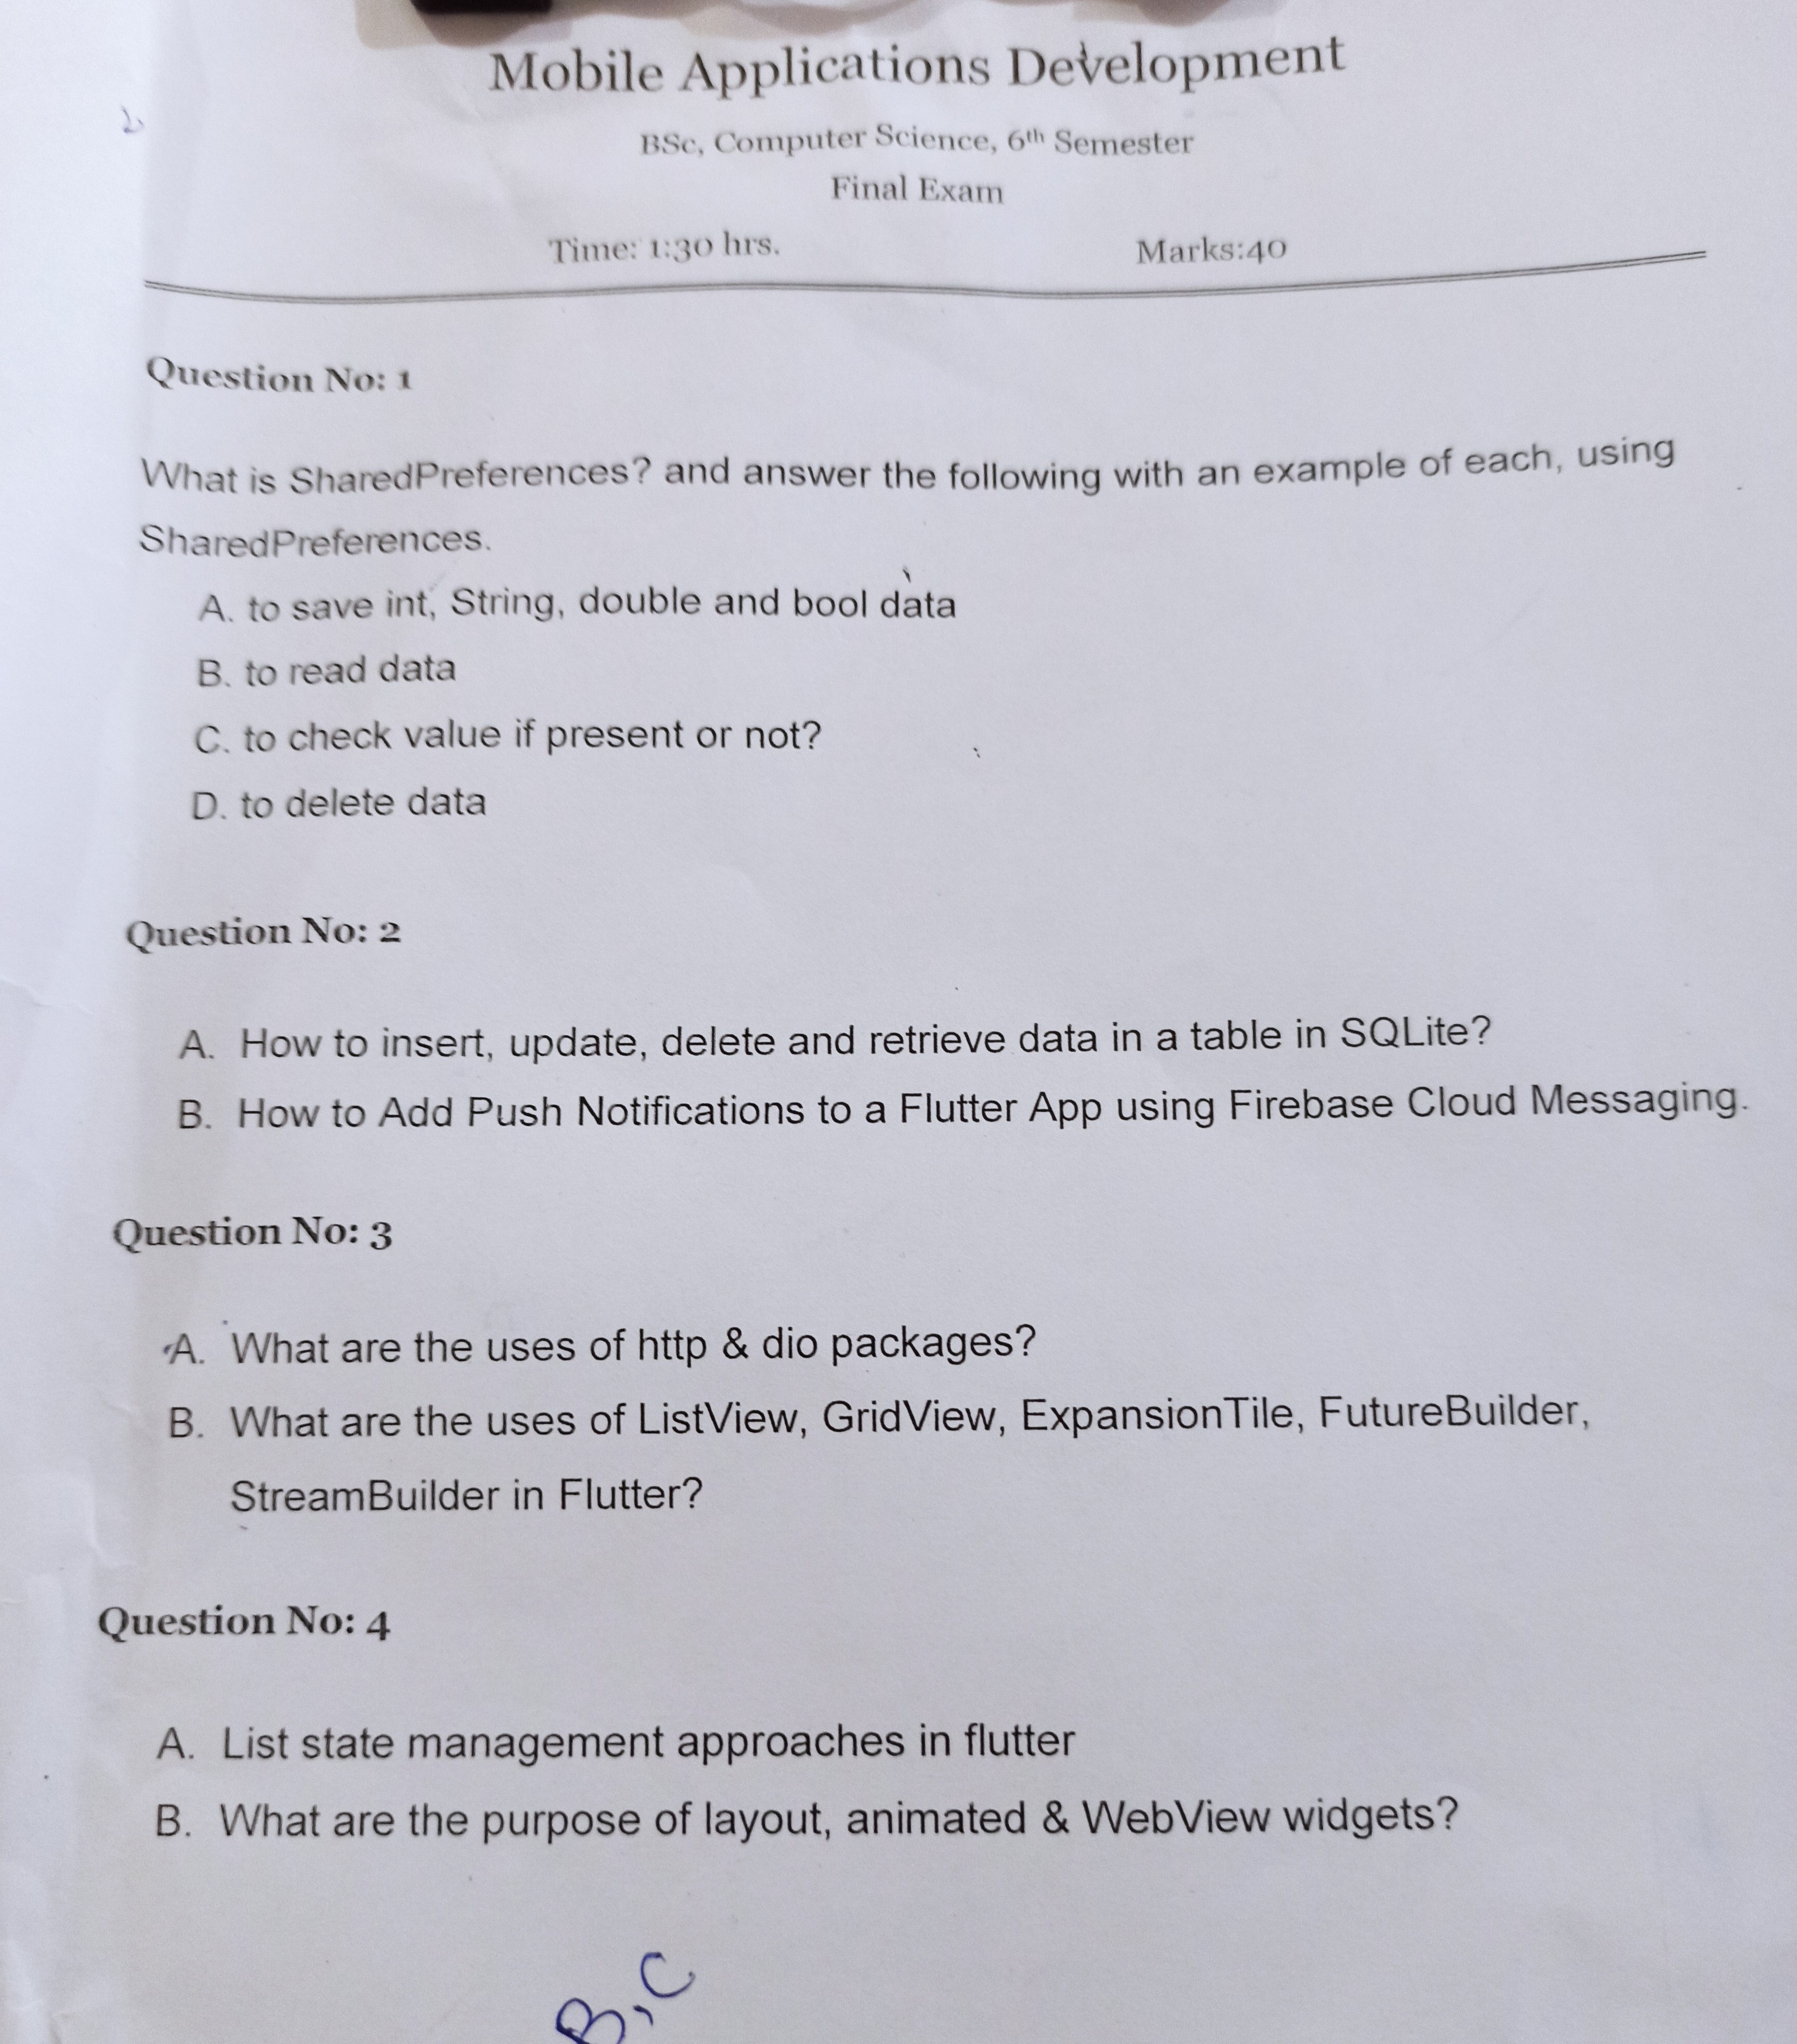 Mobile Applications Development
BSc, Computer Science, 6th Semester
Final Exam
Time: 1:30 hrs. Marks:40
Question No: 1
What is SharedPreferences? and answer the following with an example of each, using
SharedPreferences.
A. to save int, String, double and bool data
B. to read data
C. to check value if present or not?
D. to delete data
Question No: 2
A. How to insert, update, delete and retrieve data in a table in SQLite?
B. How to Add Push Notifications to a Flutter App using Firebase Cloud Messaging.
Question No: 3
A. What are the uses of http & dio packages?
B. What are the uses of ListView, GridView, ExpansionTile, FutureBuilder,
StreamBuilder in Flutter?
Question No: 4
A. List state management approaches in flutter
B. What are the purpose of layout, animated & WebView widgets?
B, C